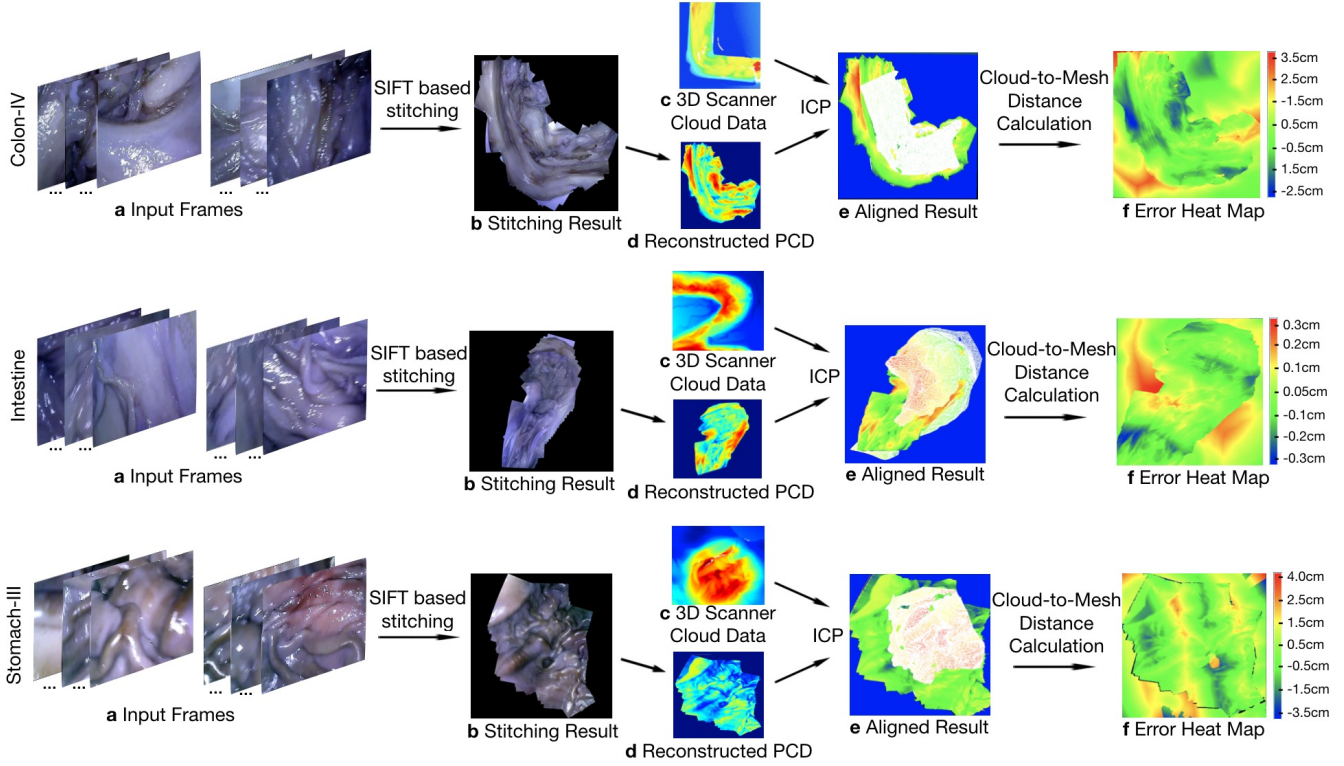 Colon-IV
... ...
... ...
a Input Frames
SIFT based
stitching
b Stitching Result
c 3D Scanner
Cloud Data
d Reconstructed PCD
ICP
e Aligned Result
Cloud-to-Mesh
Distance
Calculation
f Error Heat Map
3.5cm
2.5cm
-1.5cm
0.5cm
0.5cm
1.5cm
-2.5cm
Intestine
... ...
... ...
a Input Frames
SIFT based
stitching
b Stitching Result
c 3D Scanner
Cloud Data
d Reconstructed PCD
ICP
e Aligned Result
Cloud-to-Mesh
Distance
Calculation
f Error Heat Map
0.3cm
0.2cm
0.1cm
0.05cm
-0.1cm
-0.2cm
-0.3cm
Stomach-III
... ...
... ...
a Input Frames
SIFT based
stitching
b Stitching Result
c 3D Scanner
Cloud Data
d Reconstructed PCD
ICP
e Aligned Result
Cloud-to-Mesh
Distance
Calculation
f Error Heat Map
4.0cm
2.5cm
1.5cm
0.5cm
-0.5cm
-1.5cm
-3.5cm